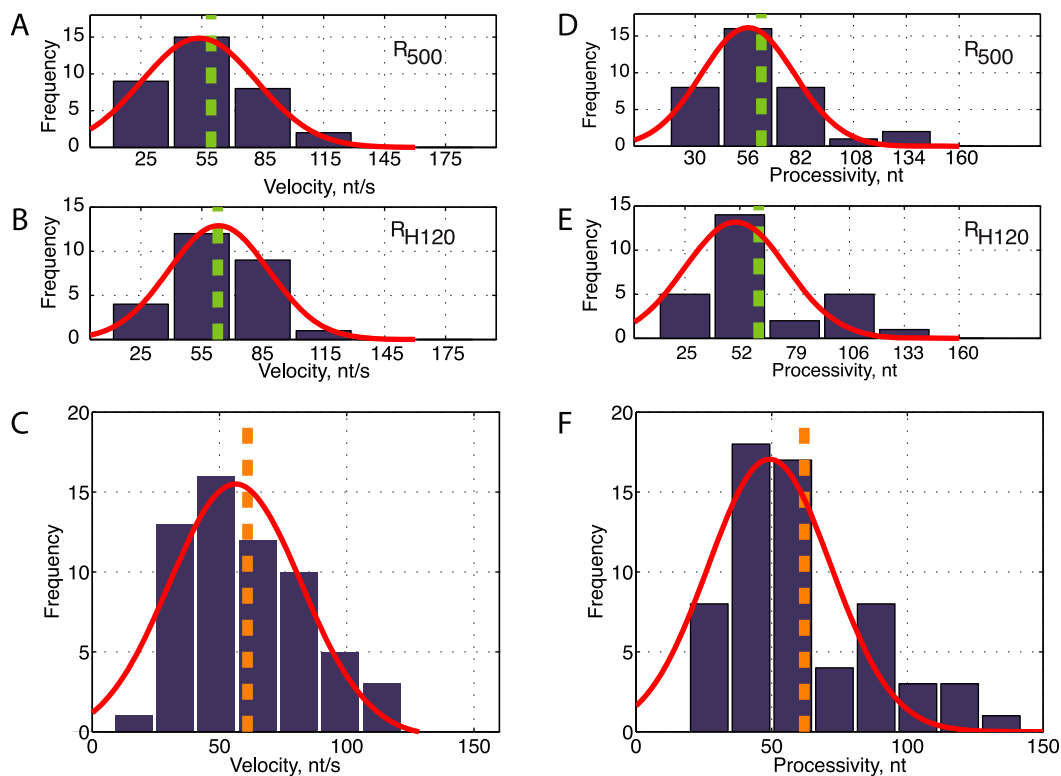 A
15
10
5
0
Frequency
R500
25 55 85 115 145 175
Velocity, nt/s
B
15
10
5
0
Frequency
RH120
25 55 85 115 145 175
Velocity, nt/s
C
20
15
10
5
0
Frequency
0 50 100 150
Velocity, nt/s
D
15
10
5
0
Frequency
R500
30 56 82 108 134 160
Processivity, nt
E
15
10
5
0
Frequency
RH120
25 52 79 106 133 160
Processivity, nt
F
20
15
10
5
0
Frequency
0 50 100 150
Processivity, nt